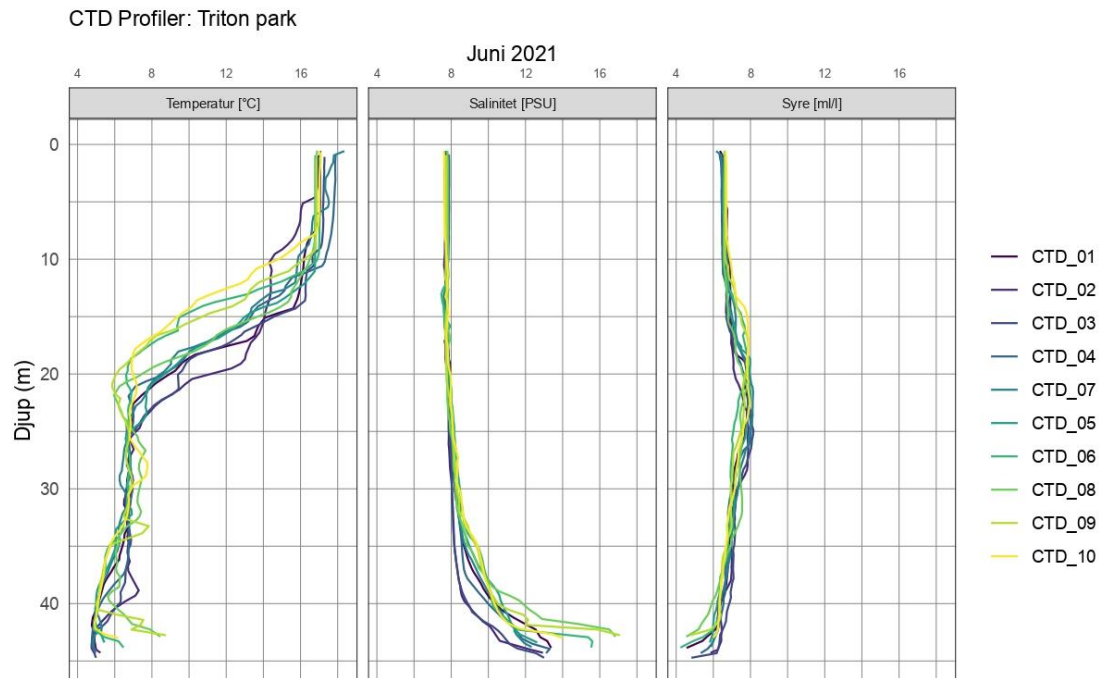 CTD Profiler: Triton park
Juni 2021
4 8 12 16 4 8 12 16 4 8 12 16
Temperatur [°C] Salinitet [PSU] Syre [ml/l]
0
10
20
30
40
Djup (m)
CTD_01
CTD_02
CTD_03
CTD_04
CTD_07
CTD_05
CTD_06
CTD_08
CTD_09
CTD_10